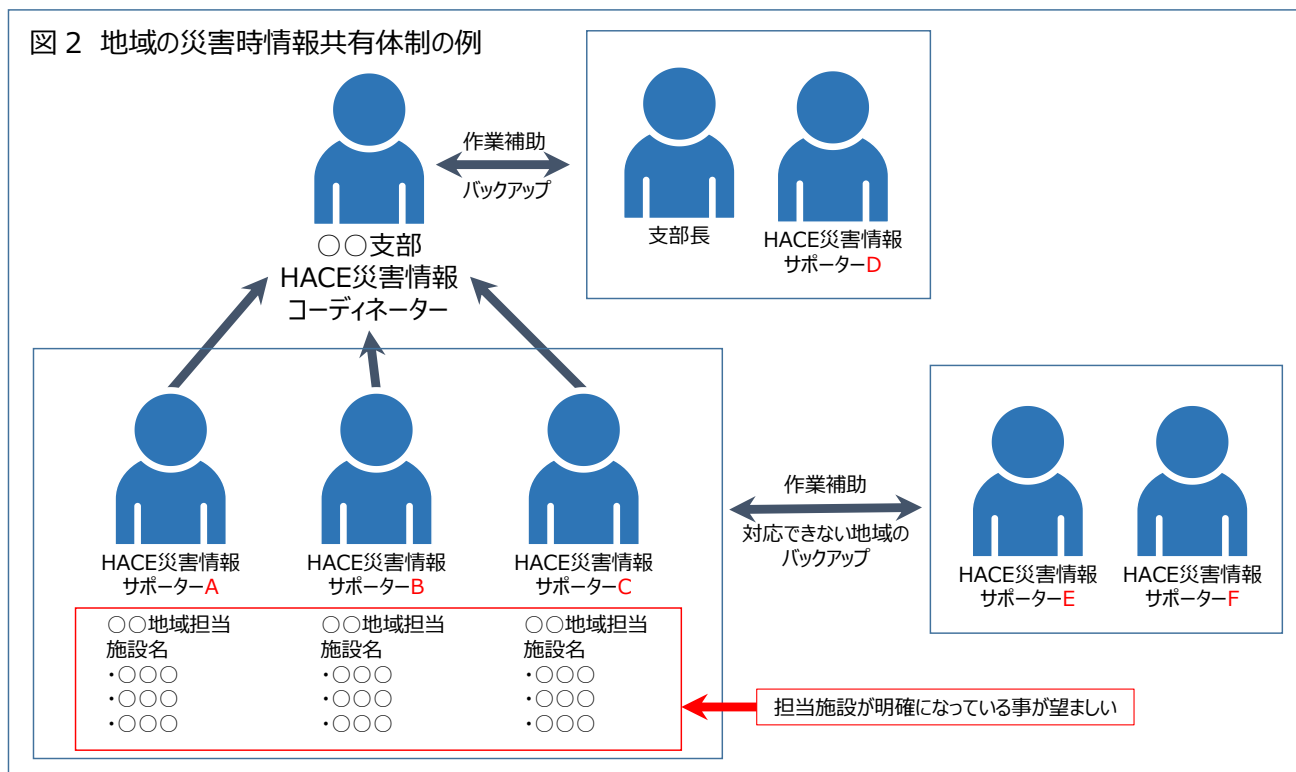 図2 地域の災害時情報共有体制の例
作業補助
バックアップ
支部長
HACE災害情報
サポーターD
○○支部
HACE災害情報
コーディネーター
HACE災害情報
サポーターA
HACE災害情報
サポーターB
HACE災害情報
サポーターC
作業補助
対応できない地域の
バックアップ
HACE災害情報
サポーターE
HACE災害情報
サポーターF
○○地域担当
施設名
・○○○
・○○○
・○○○
○○地域担当
施設名
・○○○
・○○○
・○○○
○○地域担当
施設名
・○○○
・○○○
・○○○
担当施設が明確になっている事が望ましい